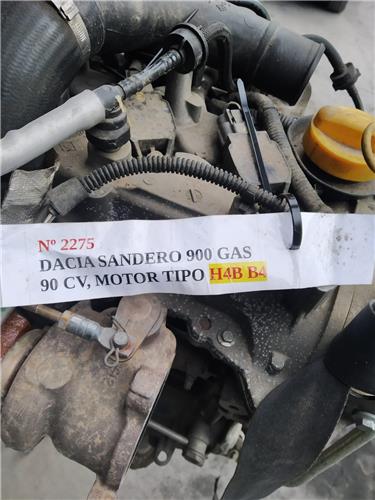 Nº 2275
DACIA SANDERO 900 GAS
90 CV, MOTOR TIPO H4B B4